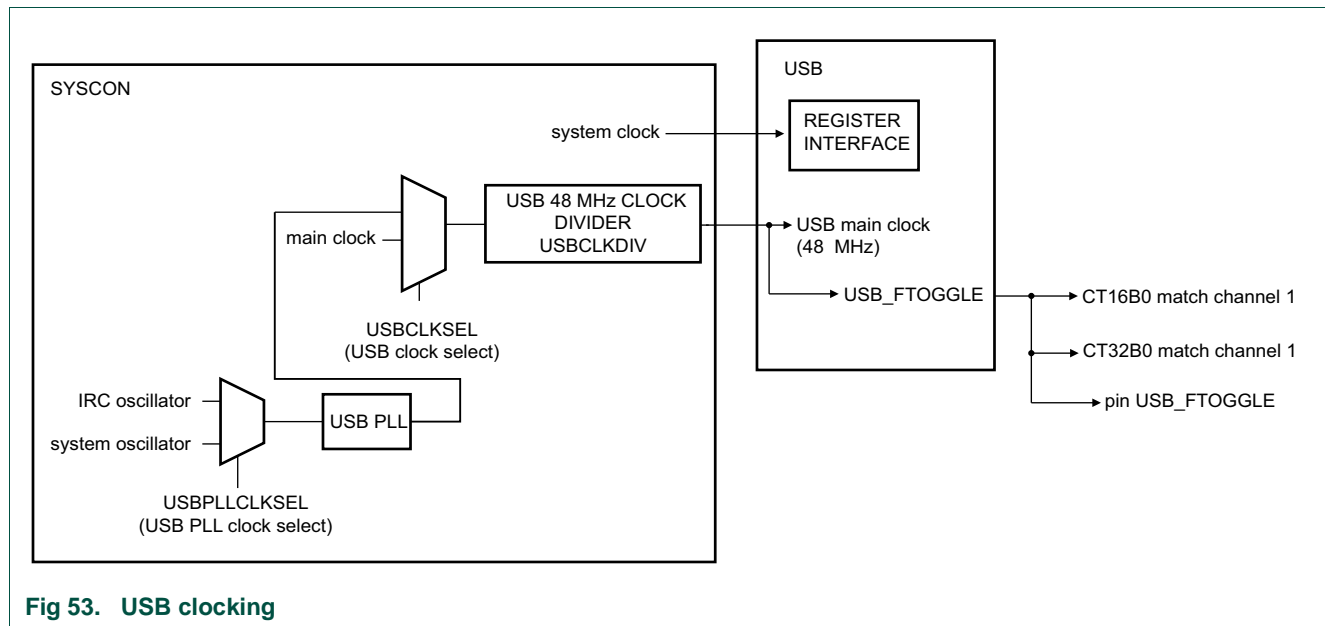 SYSCON
USB
system clock
REGISTER
INTERFACE
main clock
USB 48 MHz CLOCK
DIVIDER
USBCLKDIV
USB main clock
(48 MHz)
USB_FTOGGLE
CT16B0 match channel 1
USBCLKSEL
(USB clock select)
CT32B0 match channel 1
IRC oscillator
USB PLL
pin USB_FTOGGLE
system oscillator
USBPLLCLKSEL
(USB PLL clock select)
Fig 53. USB clocking